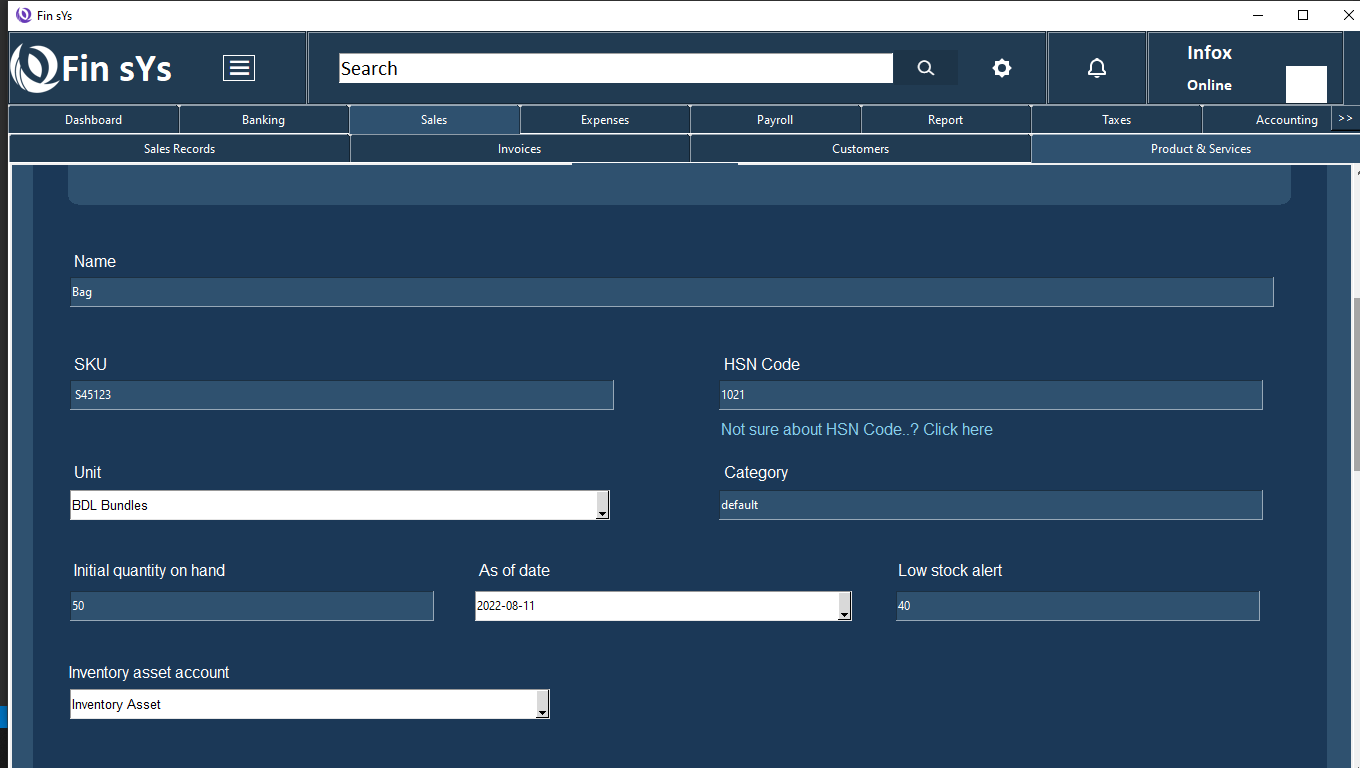 Fin sYs
Fin sYs
Search
Infox
Online
Dashboard Banking Sales Expenses Payroll Report Taxes Accounting >>
Sales Records Invoices Customers Product & Services
Name
Bag
SKU HSN Code
S45123 1021
Not sure about HSN Code..? Click here
Unit Category
BDL Bundles default
Initial quantity on hand As of date Low stock alert
50 2022-08-11 40
Inventory asset account
Inventory Asset